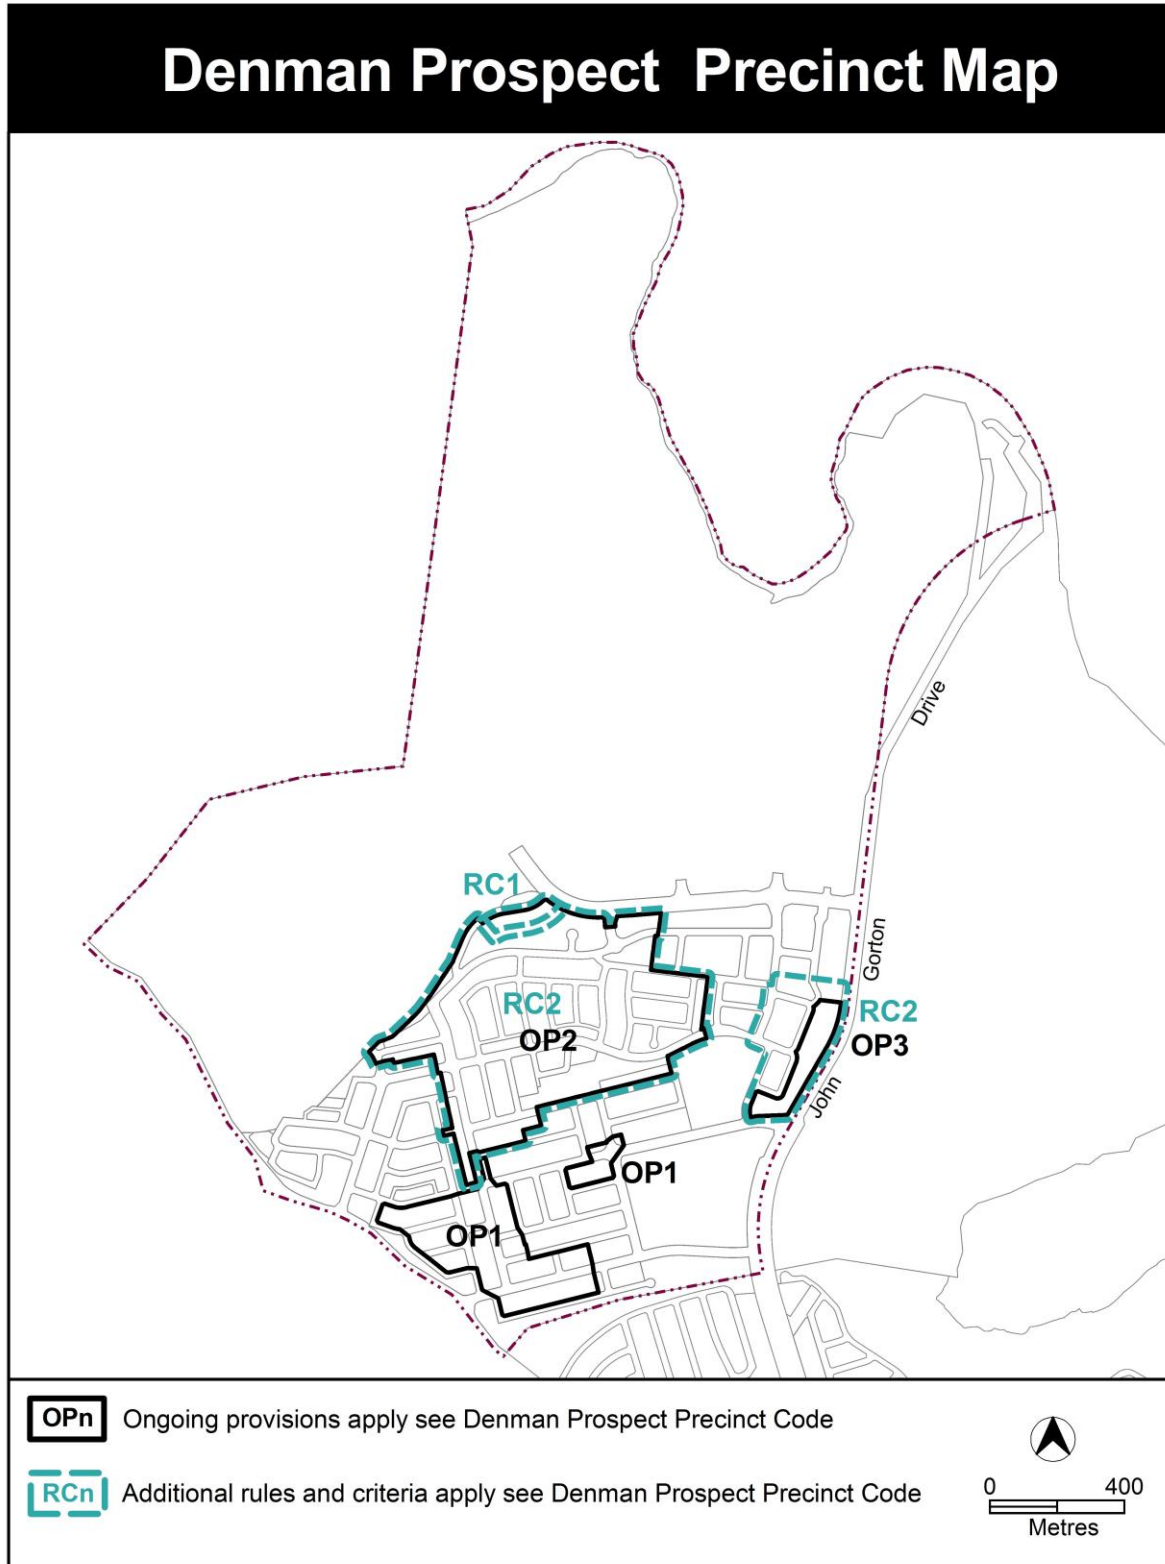 Denman Prospect Precinct Map
Drive
RC1
Gorton
RC2
RC2
OP2
OP3
John
OP1
OP1
OPn Ongoing provisions apply see Denman Prospect Precinct Code
RCn Additional rules and criteria apply see Denman Prospect Precinct Code
0 400
Metres